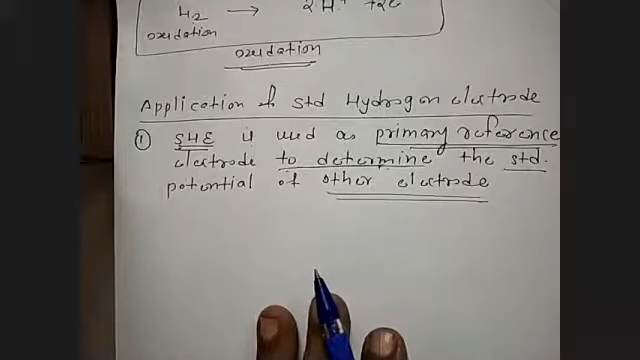 H2 → 2H+ + 2e
oxidation
oxidation
Application of Std Hydrogen electrode
① SHE is used as primary reference
electrode to determine the std.
potential of other electrode